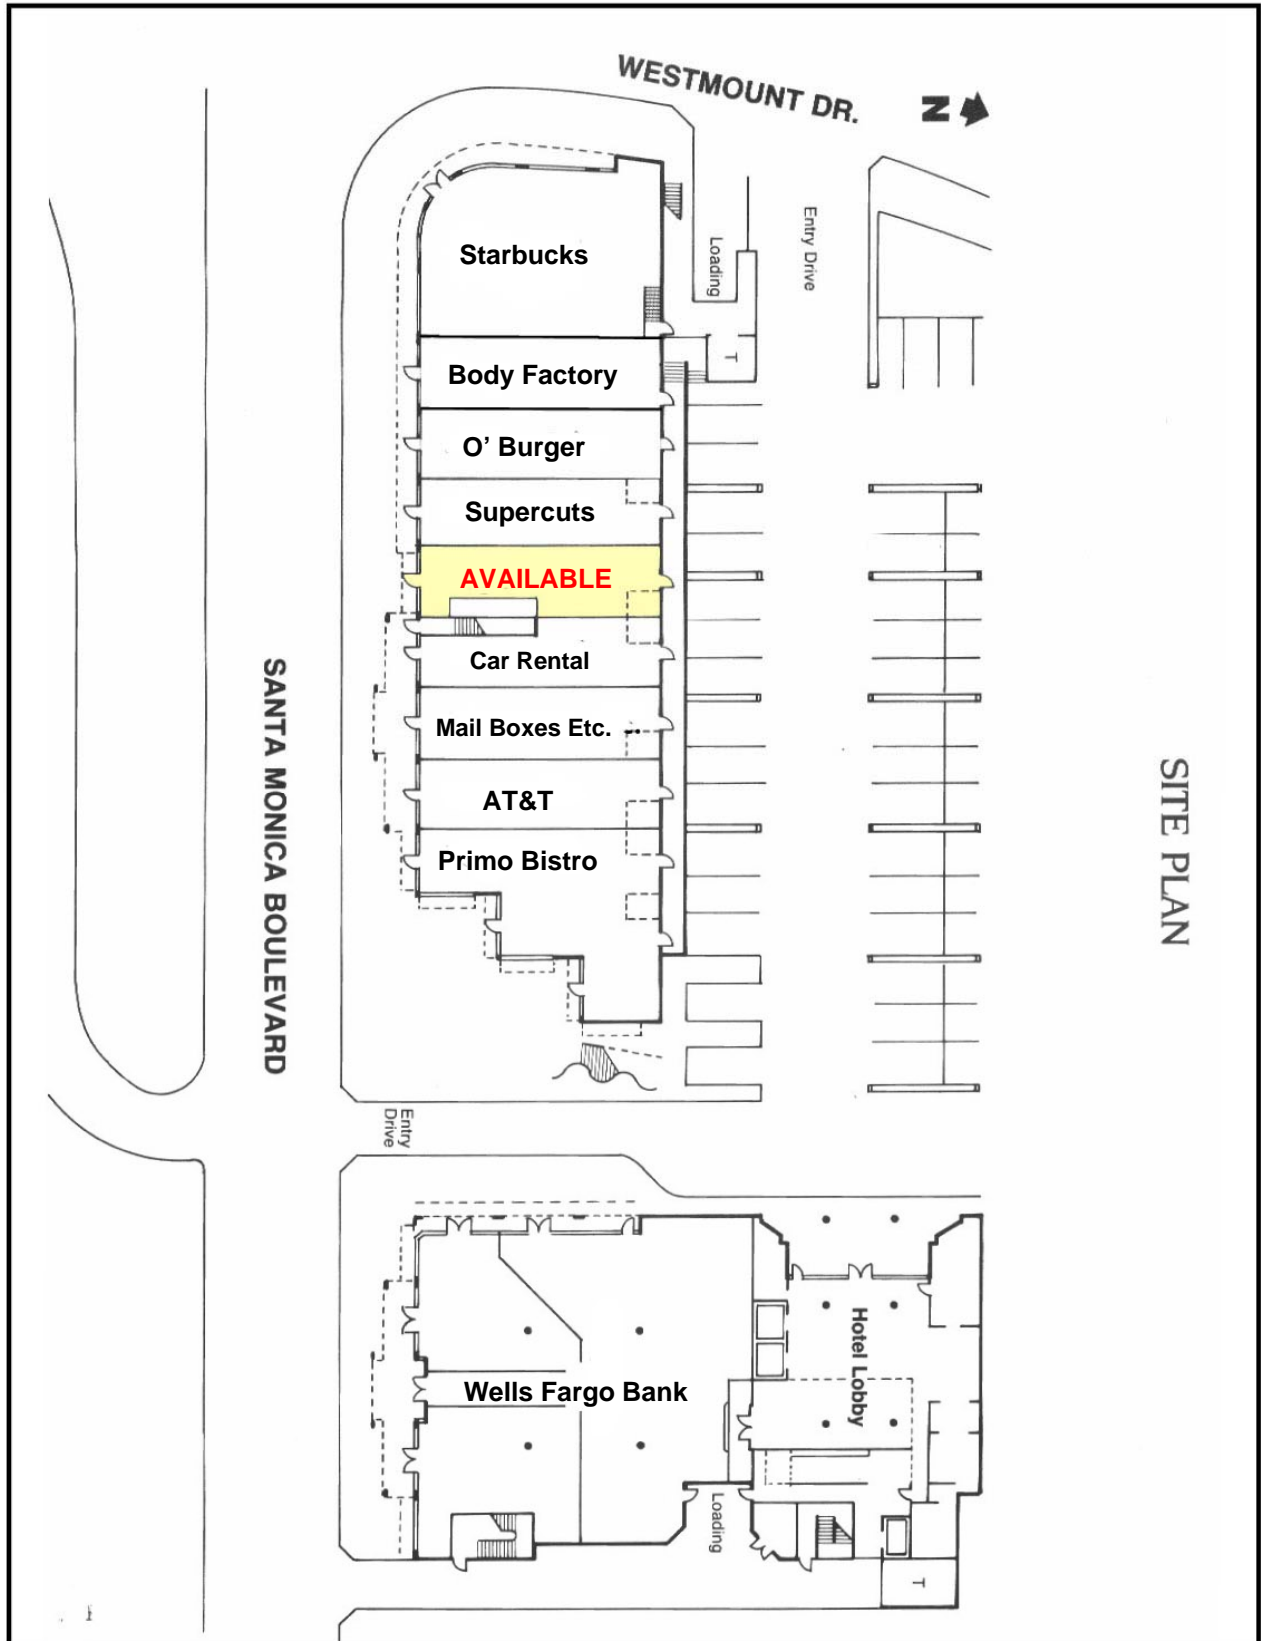 WESTMOUNT DR.
N
Entry Drive
Loading
Starbucks
T
Body Factory
O' Burger
Supercuts
AVAILABLE
Car Rental
Mail Boxes Etc.
AT&T
Primo Bistro
SANTA MONICA BOULEVARD
SITE PLAN
Entry
Drive
Hotel Lobby
Wells Fargo Bank
Loading
T